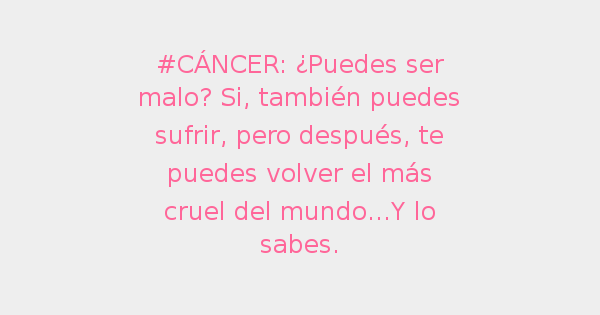 #CÁNCER: ¿Puedes ser
malo? Si, también puedes
sufrir, pero después, te
puedes volver el más
cruel del mundo...Y lo
sabes.